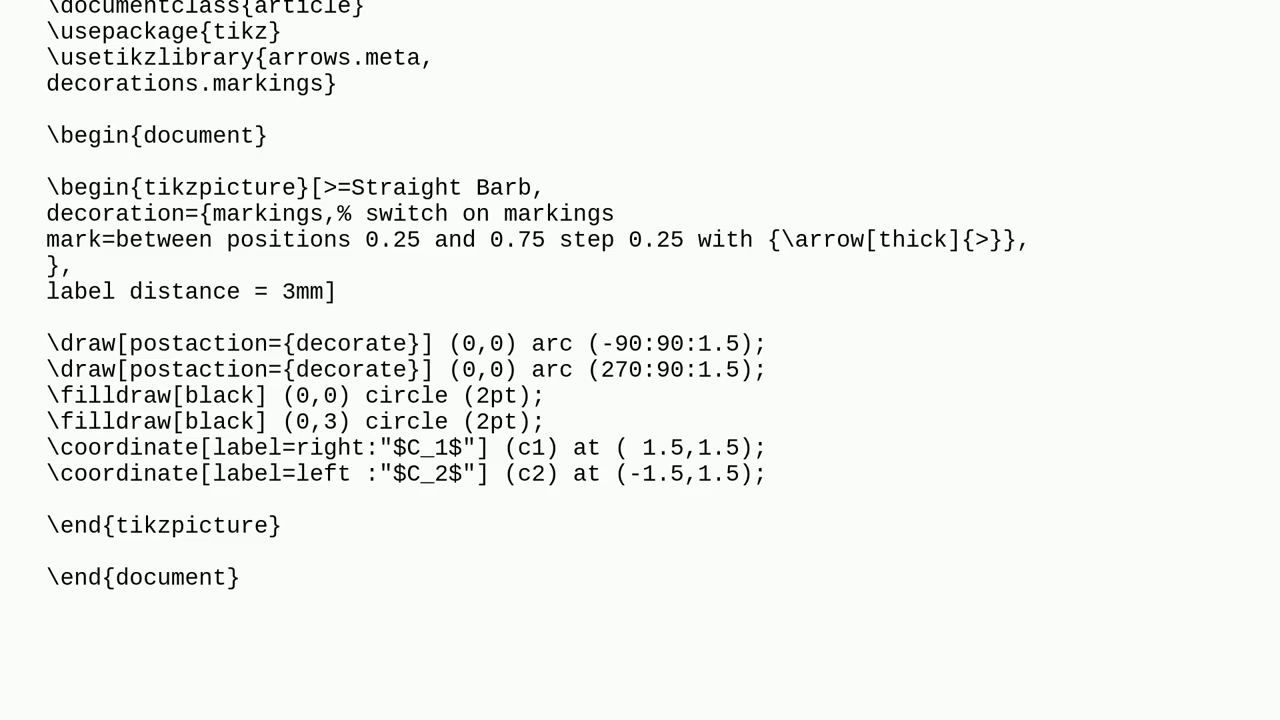 \documentclass{article}
\usepackage{tikz}
\usetikzlibrary{arrows.meta,
decorations.markings}
\begin{document}
\begin{tikzpicture}[>=Straight Barb,
decoration={markings,% switch on markings
mark=between positions 0.25 and 0.75 step 0.25 with {\arrow[thick]{>}},
},
label distance = 3mm]
\draw[postaction={decorate}] (0,0) arc (-90:90:1.5);
\draw[postaction={decorate}] (0,0) arc (270:90:1.5);
\filldraw[black] (0,0) circle (2pt);
\filldraw[black] (0,3) circle (2pt);
\coordinate[label=right:"$C_1$"] (c1) at ( 1.5,1.5);
\coordinate[label=left :"$C_2$"] (c2) at (-1.5,1.5);
\end{tikzpicture}
\end{document}